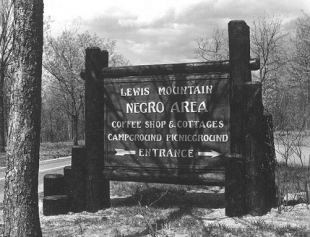 LEWIS MOUNTAIN
NEGRO AREA
COFFEE SHOP & COTTAGES
CAMPGROUND PICNICGROUND
ENTRANCE